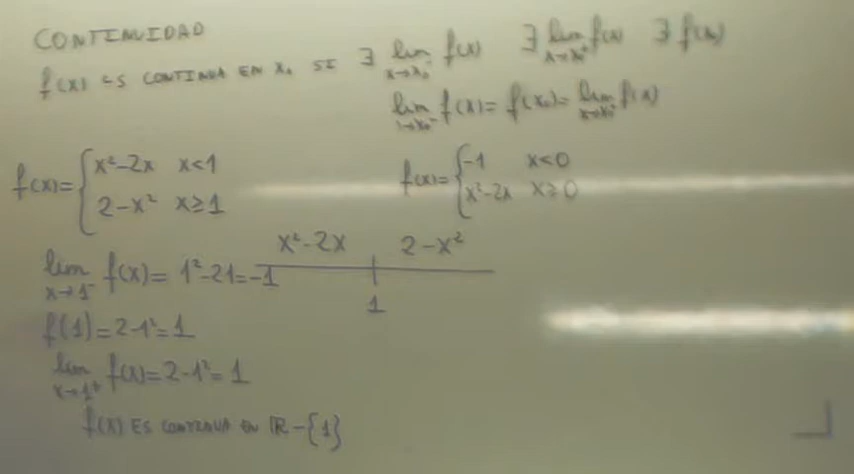 CONTINUIDAD
f(x) ES CONTINUA EN x₀ SI ∃ lim x→x₀⁻ f(x) ∃ lim x→x₀⁺ f(x) ∃ f(x₀)
lim x→x₀⁻ f(x) = f(x₀) = lim x→x₀⁺ f(x)
f(x) = { x²-2x x<1
2-x² x≥1
f(x) = { -1 x<0
x²-2x x≥0
x²-2x 2-x²
1
lim x→1⁻ f(x) = 1²-2·1 = -1
f(1) = 2-1² = 1
lim x→1⁺ f(x) = 2-1² = 1
f(x) ES CONTINUA EN ℝ-{1}